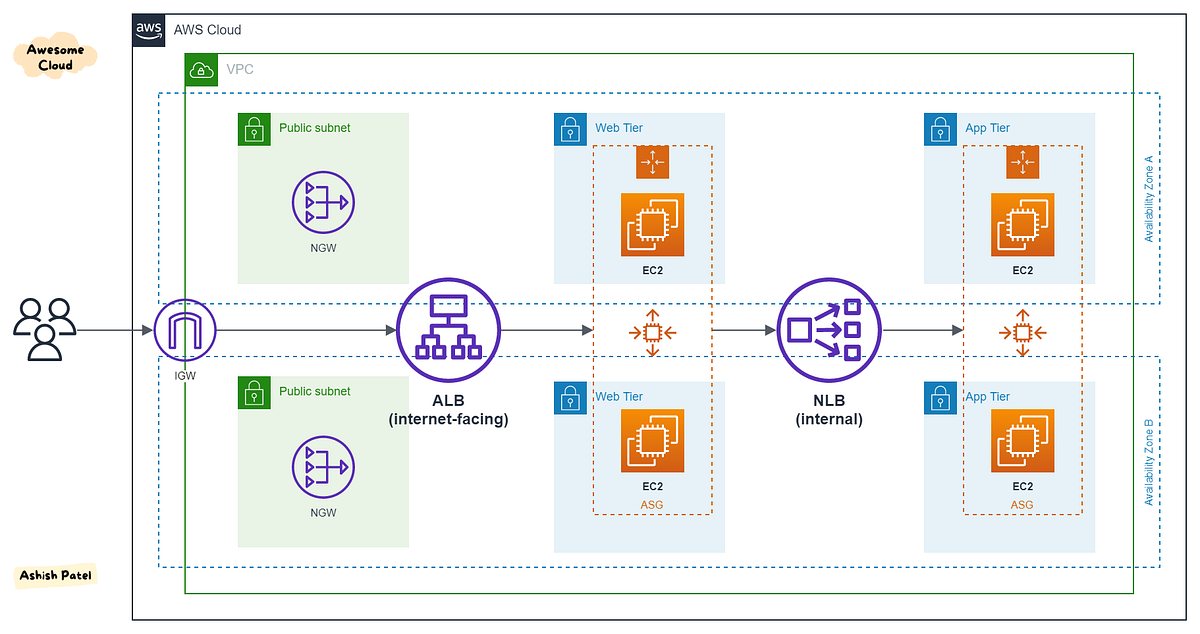 Awesome
Cloud
aws
AWS Cloud
VPC
Public subnet
Web Tier
App Tier
NGW
EC2
EC2
Availability Zone A
IGW
ALB
(internet-facing)
NLB
(internal)
Public subnet
Web Tier
App Tier
NGW
EC2
ASG
EC2
ASG
Availability Zone B
Ashish Patel